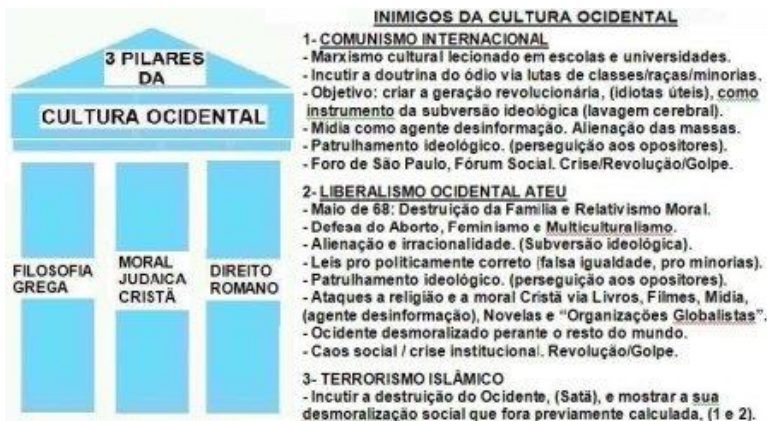 3 PILARES
DA
CULTURA OCIDENTAL
FILOSOFIA
GREGA
MORAL
JUDAICA
CRISTÃ
DIREITO
ROMANO
INIMIGOS DA CULTURA OCIDENTAL
1- COMUNISMO INTERNACIONAL
- Marxismo cultural lecionado em escolas e universidades.
- Incutir a doutrina do ódio via lutas de classes/raças/minorias.
- Objetivo: criar a geração revolucionária, (idiotas úteis), como
instrumento da subversão ideológica (lavagem cerebral).
- Mídia como agente desinformação. Alienação das massas.
- Patrulhamento ideológico. (perseguição aos opositores).
- Foro de São Paulo, Fórum Social. Crise/Revolução/Golpe.
2- LIBERALISMO OCIDENTAL ATEU
- Maio de 68: Destruição da Família e Relativismo Moral.
- Defesa do Aborto, Feminismo e Multiculturalismo.
- Alienação e irracionalidade. (Subversão ideológica).
- Leis pro politicamente correto (falsa igualdade, pro minorias).
- Patrulhamento ideológico. (perseguição aos opositores).
- Ataques a religião e a moral Cristã via Livros, Filmes, Mídia,
(agente desinformação), Novelas e “Organizações Globalistas”.
- Ocidente desmoralizado perante o resto do mundo.
- Caos social / crise institucional. Revolução/Golpe.
3- TERRORISMO ISLÂMICO
- Incutir a destruição do Ocidente, (Satã), e mostrar a sua
desmoralização social que fora previamente calculada, (1 e 2).